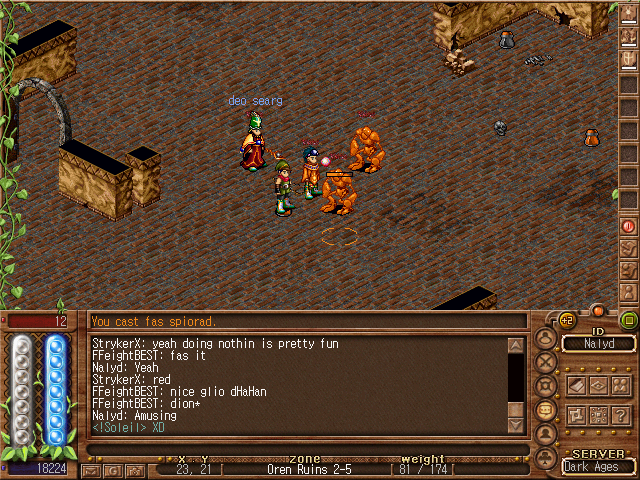 deo searg
12
You cast fas spiorad.
StrykerX: yeah doing nothin is pretty fun
FFeightBEST: fas it
Nalyd: Yeah
StrykerX: red
FFeightBEST: nice glio dHaHan
FFeightBEST: dion*
Nalyd: Amusing
<!Soleil> XD
18224
x y zone weight
23, 21 Oren Ruins 2-5 81 / 174
+2
ID
Nalyd
?
SERVER
Dark Ages